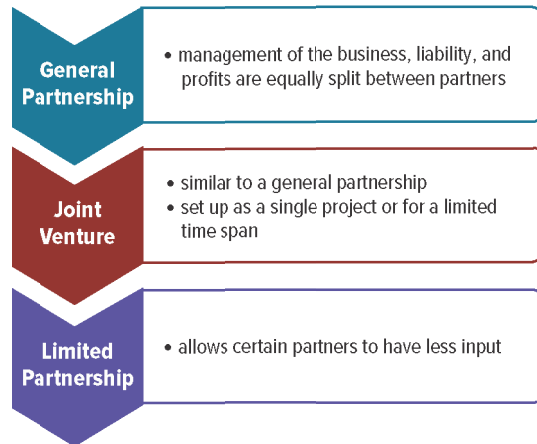 General
Partnership
• management of the business, liability, and
profits are equally split between partners
Joint
Venture
• similar to a general partnership
• set up as a single project or for a limited
time span
Limited
Partnership
• allows certain partners to have less input